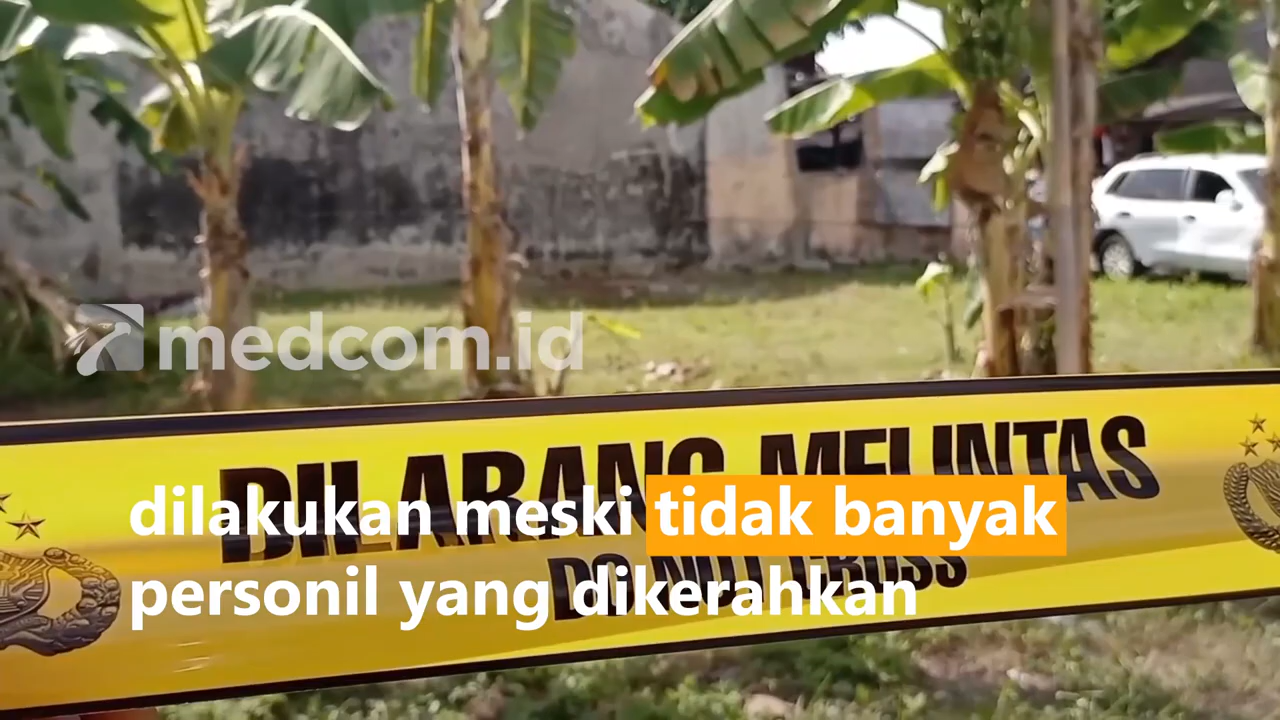 medcom.id
DILARANG MELINTAS
dilakukan meski tidak banyak
DO NOT CROSS
personil yang dikerahkan